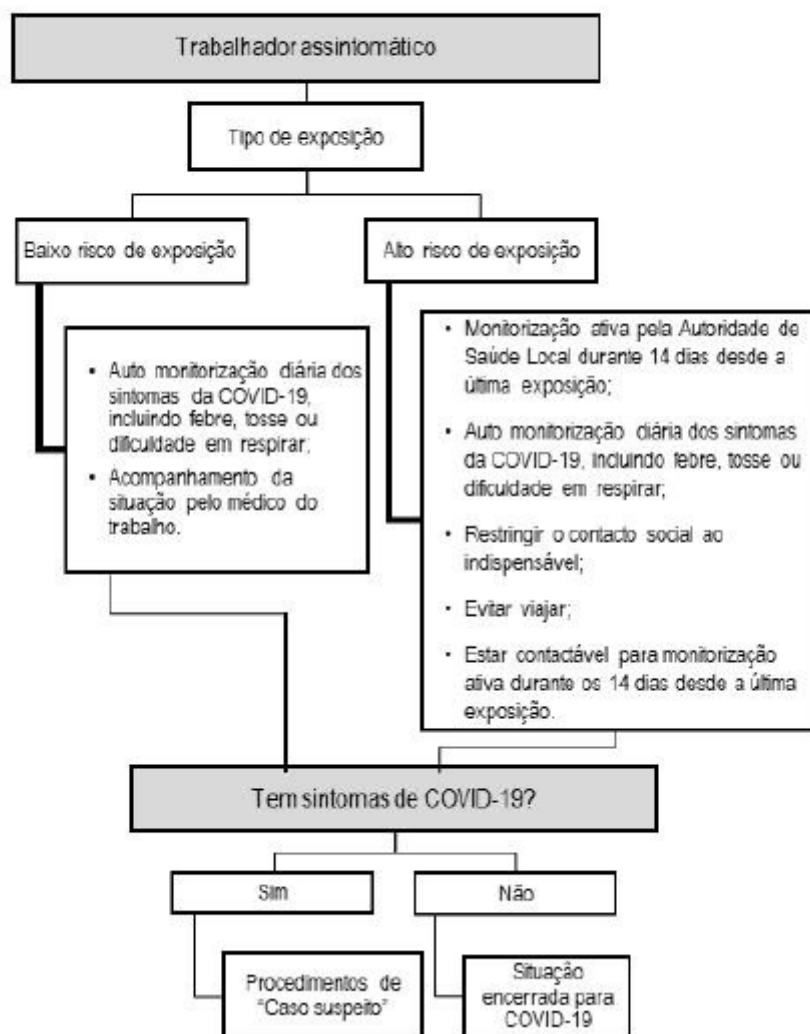 Trabalhador assintomático
Tipo de exposição
Baixo risco de exposição
Alto risco de exposição
• Auto monitorização diária dos
sintomas da COVID-19,
incluindo febre, tosse ou
dificuldade em respirar;
• Acompanhamento da
situação pelo médico do
trabalho.
• Monitorização ativa pela Autoridade de
Saúde Local durante 14 dias desde a
última exposição;
• Auto monitorização diária dos sintomas
da COVID-19, incluindo febre, tosse ou
dificuldade em respirar;
• Restringir o contacto social ao
indispensável;
• Evitar viajar;
• Estar contactável para monitorização
ativa durante os 14 dias desde a última
exposição.
Tem sintomas de COVID-19?
Sim
Não
Procedimentos de
“Caso suspeito”
Situação
encerrada para
COVID-19